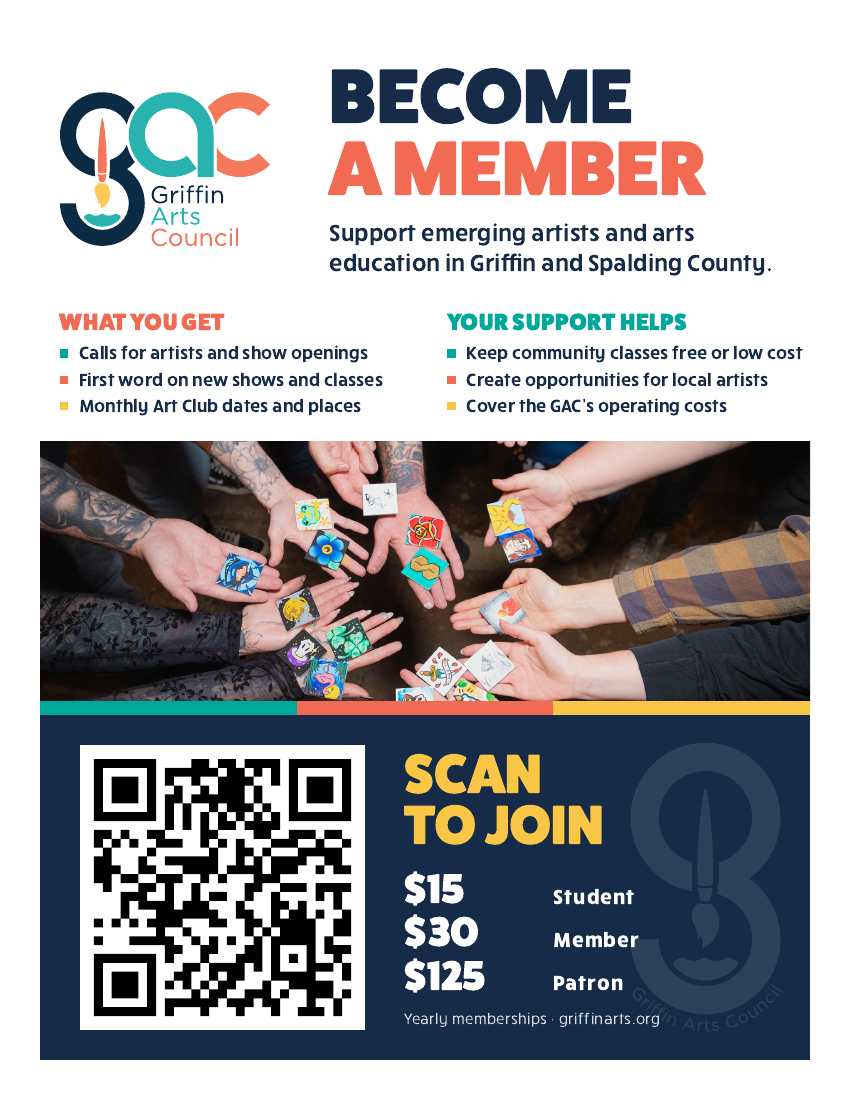 gac
Griffin
Arts
Council
BECOME
A MEMBER
Support emerging artists and arts
education in Griffin and Spalding County.
WHAT YOU GET
Calls for artists and show openings
First word on new shows and classes
Monthly Art Club dates and places
YOUR SUPPORT HELPS
Keep community classes free or low cost
Create opportunities for local artists
Cover the GAC's operating costs
SCAN
TO JOIN
$15 Student
$30 Member
$125 Patron
Yearly memberships · griffinarts.org
Griffin Arts Council